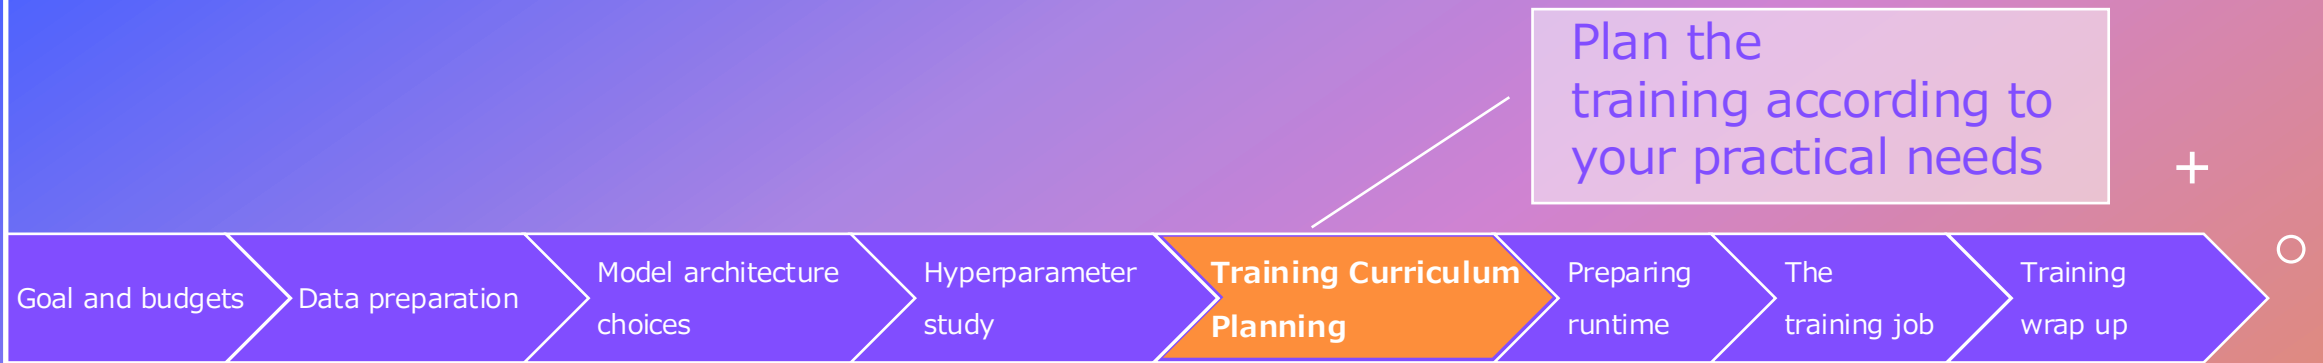 Plan the
training according to
your practical needs
Goal and budgets
Data preparation
Model architecture
choices
Hyperparameter
study
Training Curriculum
Planning
Preparing
runtime
The
training job
Training
wrap up